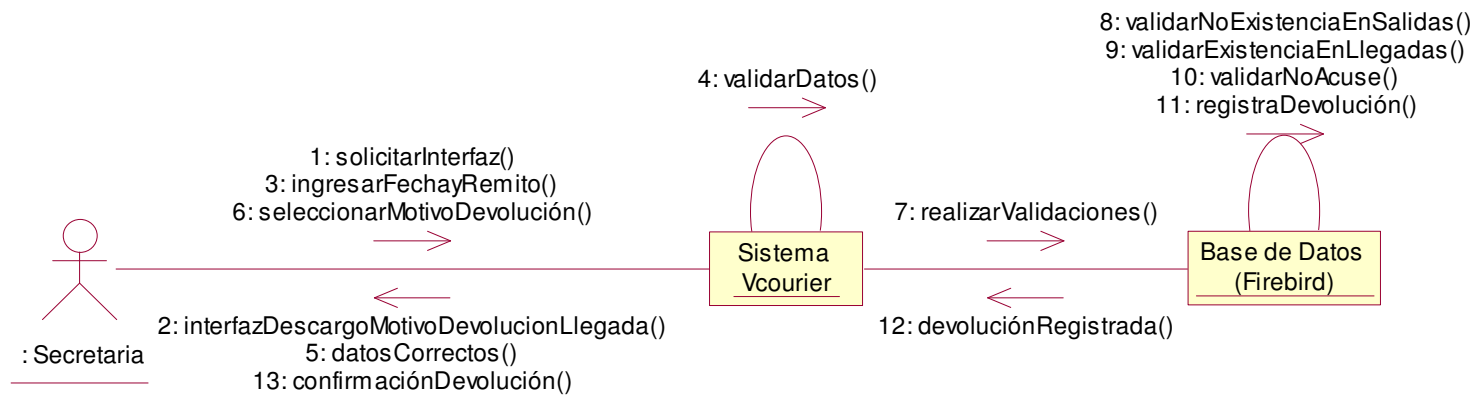 8: validarNoExistenciaEnSalidas()
9: validarExistenciaEnLlegadas()
10: validarNoAcuse()
11: registraDevolución()
4: validarDatos()
1: solicitarInterfaz()
3: ingresarFechayRemito()
6: seleccionarMotivoDevolución()
7: realizarValidaciones()
Sistema
Vcourier
Base de Datos
(Firebird)
2: interfazDescargoMotivoDevolucionLlegada()
5: datosCorrectos()
13: confirmaciónDevolución()
12: devoluciónRegistrada()
: Secretaria